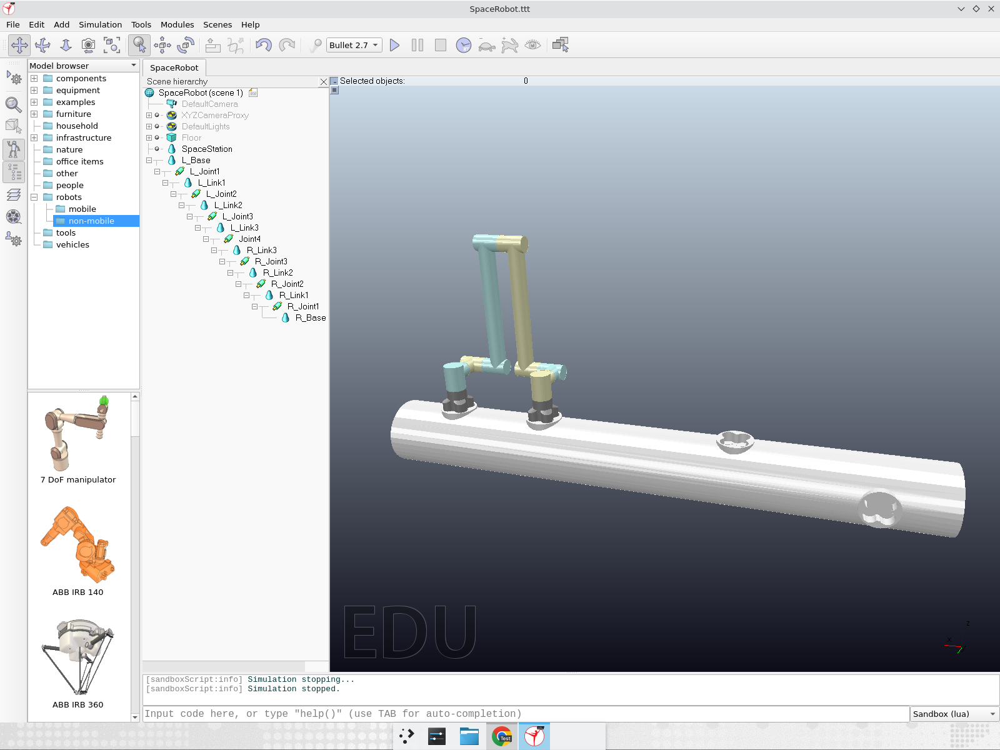 SpaceRobot.ttt
File Edit Add Simulation Tools Modules Scenes Help
Bullet 2.7
Model browser
components
equipment
examples
furniture
household
infrastructure
nature
office items
other
people
robots
mobile
non-mobile
tools
vehicles
7 DoF manipulator
ABB IRB 140
ABB IRB 360
SpaceRobot
Scene hierarchy
SpaceRobot (scene 1)
DefaultCamera
XYZCameraProxy
DefaultLights
Floor
SpaceStation
L_Base
L_Joint1
L_Link1
L_Joint2
L_Link2
L_Joint3
L_Link3
Joint4
R_Link3
R_Joint3
R_Link2
R_Joint2
R_Link1
R_Joint1
R_Base
Selected objects: 0
EDU
z
x
[sandboxScript:info] Simulation stopping...
[sandboxScript:info] Simulation stopped.
Input code here, or type "help()" (use TAB for auto-completion)
Sandbox (lua)
Test